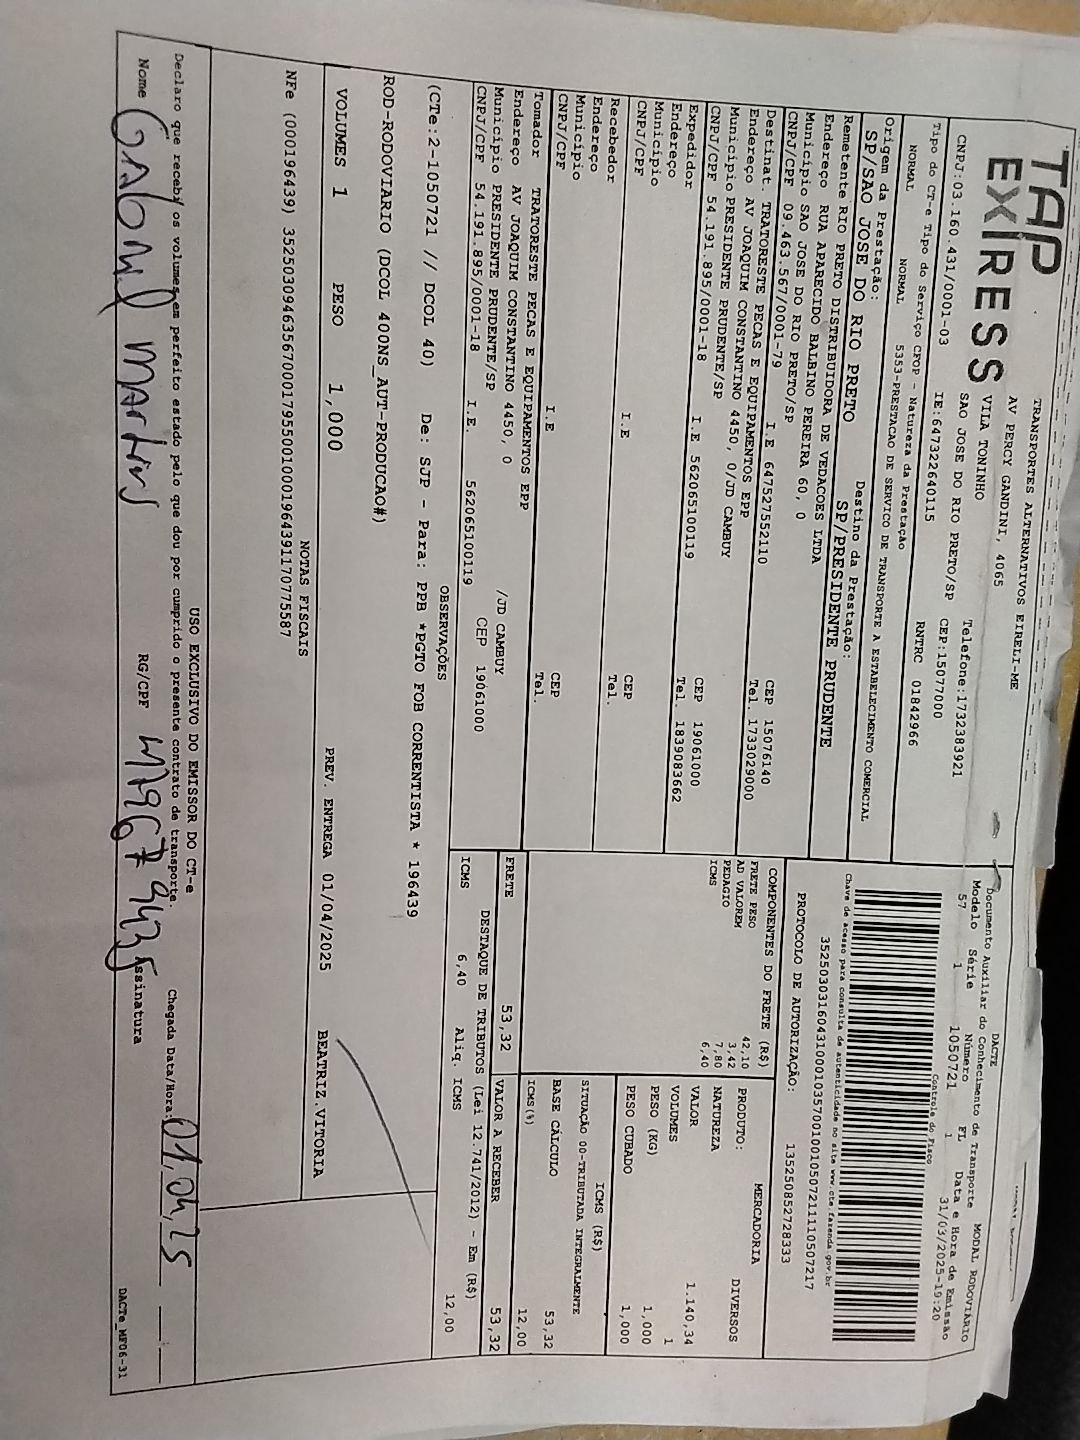 TAP
EXPRESS
TRANSPORTES ALTERNATIVOS EIRELI-ME
AV PERCY GANDINI, 4065
VILA TONINHO
SAO JOSE DO RIO PRETO/SP
Telefone:1732383921
CEP:15077000
CNPJ:03.160.431/0001-03 IE:647322640115 RNTRC 01842966
Tipo do CT-e Tipo do Serviço CFOP - Natureza da Prestação
NORMAL NORMAL 5353-PRESTACAO DE SERVICO DE TRANSPORTE A ESTABELECIMENTO COMERCIAL
Origem da Prestação: Destino da Prestação:
SP/SAO JOSE DO RIO PRETO SP/PRESIDENTE PRUDENTE
DACTE
Documento Auxiliar do Conhecimento de Transporte MODAL RODOVIÁRIO
Modelo Série Número FL Data e Hora de Emissão
57 1 1050721 1 31/03/2025-19:20
Controle do Fisco
Chave de acesso para consulta de autenticidade no site www.cte.fazenda.gov.br
PROTOCOLO DE AUTORIZAÇÃO: 135250852728333
Remetente RIO PRETO DISTRIBUIDORA DE VEDACOES LTDA
Endereço RUA APARECIDO BALBINO PEREIRA 60, 0
Município SAO JOSE DO RIO PRETO/SP CEP 15076140
CNPJ/CPF 09.463.567/0001-79 I.E 647527552110 Tel. 1733029000
Destinat. TRATORESTE PECAS E EQUIPAMENTOS EPP
Endereço AV JOAQUIM CONSTANTINO 4450, 0/JD CAMBUY
Município PRESIDENTE PRUDENTE/SP CEP 19061000
CNPJ/CPF 54.191.895/0001-18 I.E 562065100119 Tel. 1839083662
Expedidor
Endereço
Município CEP
CNPJ/CPF I.E Tel.
Recebedor
Endereço
Município CEP
CNPJ/CPF I.E Tel.
Tomador TRATORESTE PECAS E EQUIPAMENTOS EPP
Endereço AV JOAQUIM CONSTANTINO 4450, 0 /JD CAMBUY
Município PRESIDENTE PRUDENTE/SP CEP 19061000
CNPJ/CPF 54.191.895/0001-18 I.E. 562065100119
COMPONENTES DO FRETE (R$)
FRETE PESO 42,10
AD VALOREM 3,42
PEDAGIO 7,80
ICMS 6,40
PRODUTO: MERCADORIA
NATUREZA DIVERSOS
VALOR 1.140,34
VOLUMES 1
PESO (KG) 1,000
PESO CUBADO 1,000
ICMS (R$)
SITUAÇÃO 00-TRIBUTADA INTEGRALMENTE
BASE CÁLCULO 53,32
ICMS(%) 12,00
FRETE 53,32 VALOR A RECEBER 53,32
DESTAQUE DE TRIBUTOS (Lei 12.741/2012) - Em (R$)
ICMS 6,40 Aliq. ICMS 12,00
OBSERVAÇÕES
(CTe:2-1050721 // DCOL 40) De: SJP - Para: PPB *PGTO FOB CORRENTISTA * 196439
ROD-RODOVIARIO (DCOL 400NS_AUT-PRODUCAO#)
VOLUMES 1 PESO 1,000 PREV. ENTREGA 01/04/2025 BEATRIZ.VITORIA
NOTAS FISCAIS
USO EXCLUSIVO DO EMISSOR DO CT-e
Declaro que recebi os volumes em perfeito estado pelo que dou por cumprido o presente contrato de transporte. Chegada Data/Hora: 01,04,25
Nome Gabriel Martins RG/CPF Assinatura
DACTe_MF06-31